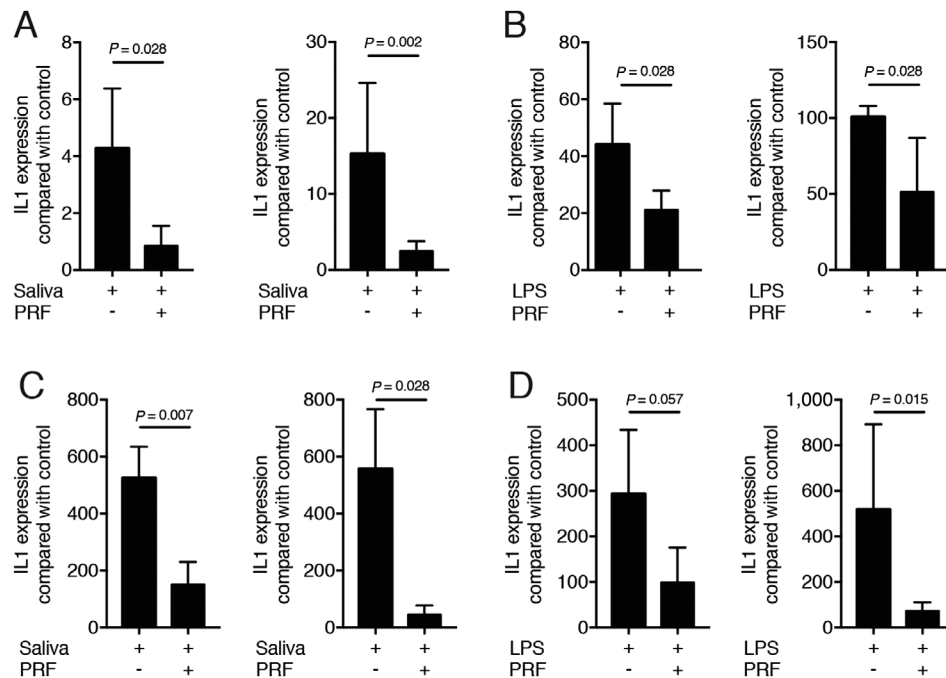 A
IL1 expression
compared with control
8
6
4
2
0
P = 0.028
Saliva + +
PRF - +
IL1 expression
compared with control
30
20
10
0
P = 0.002
Saliva + +
PRF - +
B
IL1 expression
compared with control
80
60
40
20
0
P = 0.028
LPS + +
PRF - +
IL1 expression
compared with control
150
100
50
0
P = 0.028
LPS + +
PRF - +
C
IL1 expression
compared with control
800
600
400
200
0
P = 0.007
Saliva + +
PRF - +
IL1 expression
compared with control
800
600
400
200
0
P = 0.028
Saliva + +
PRF - +
D
IL1 expression
compared with control
500
400
300
200
100
0
P = 0.057
LPS + +
PRF - +
IL1 expression
compared with control
1,000
800
600
400
200
0
P = 0.015
LPS + +
PRF - +